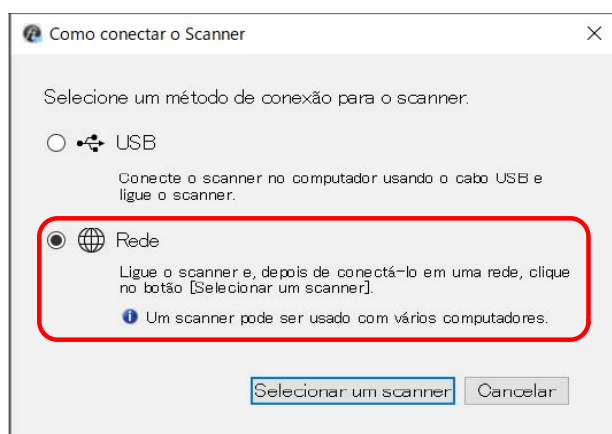 Como conectar o Scanner
Selecione um método de conexão para o scanner.
USB
Conecte o scanner no computador usando o cabo USB e
ligue o scanner.
Rede
Ligue o scanner e, depois de conectá-lo em uma rede, clique
no botão [Selecionar um scanner].
Um scanner pode ser usado com vários computadores.
Selecionar um scanner Cancelar